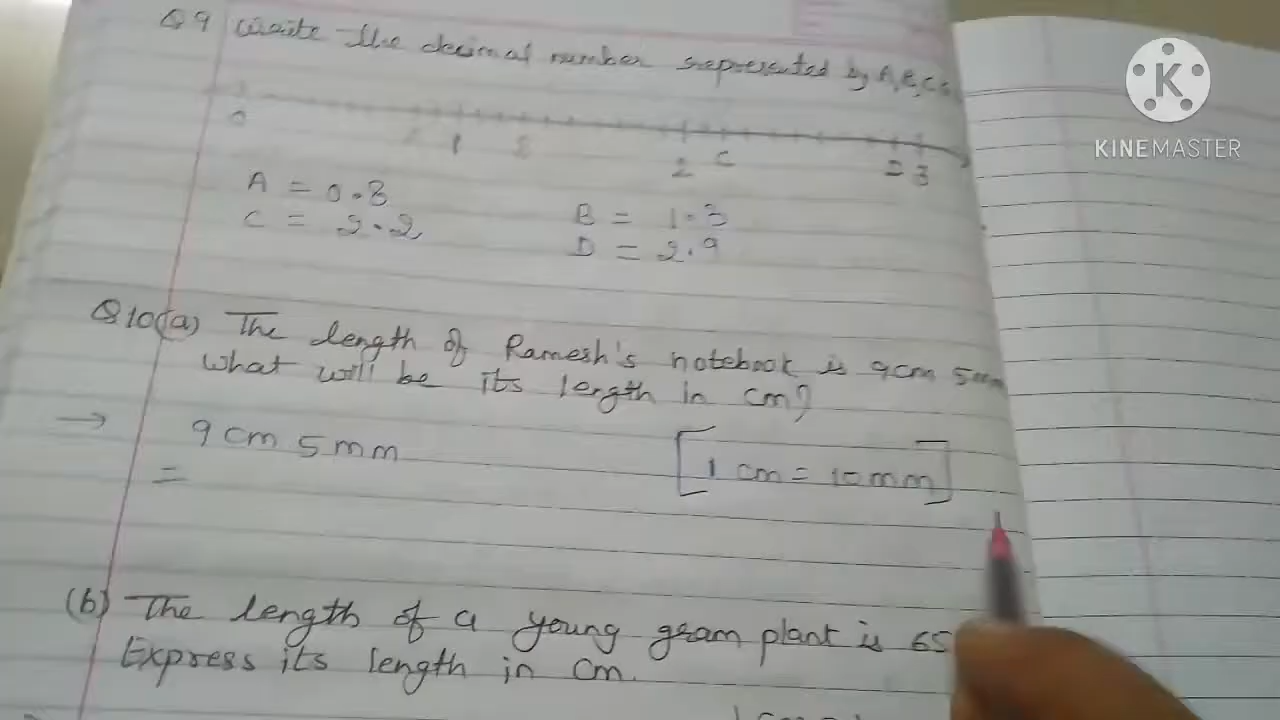 Q9 Write the decimal number represented by A, B, C &
0 1 2 C D 3
A = 0.8 B = 1.3
C = 2.2 D = 2.9
Q10(a) The length of Ramesh's notebook is 9cm 5mm
What will be its length in cm?
→ 9 cm 5 mm [1 cm = 10 mm]
=
(b) The length of a young gram plant is 65
Express its length in cm.
KINEMASTER